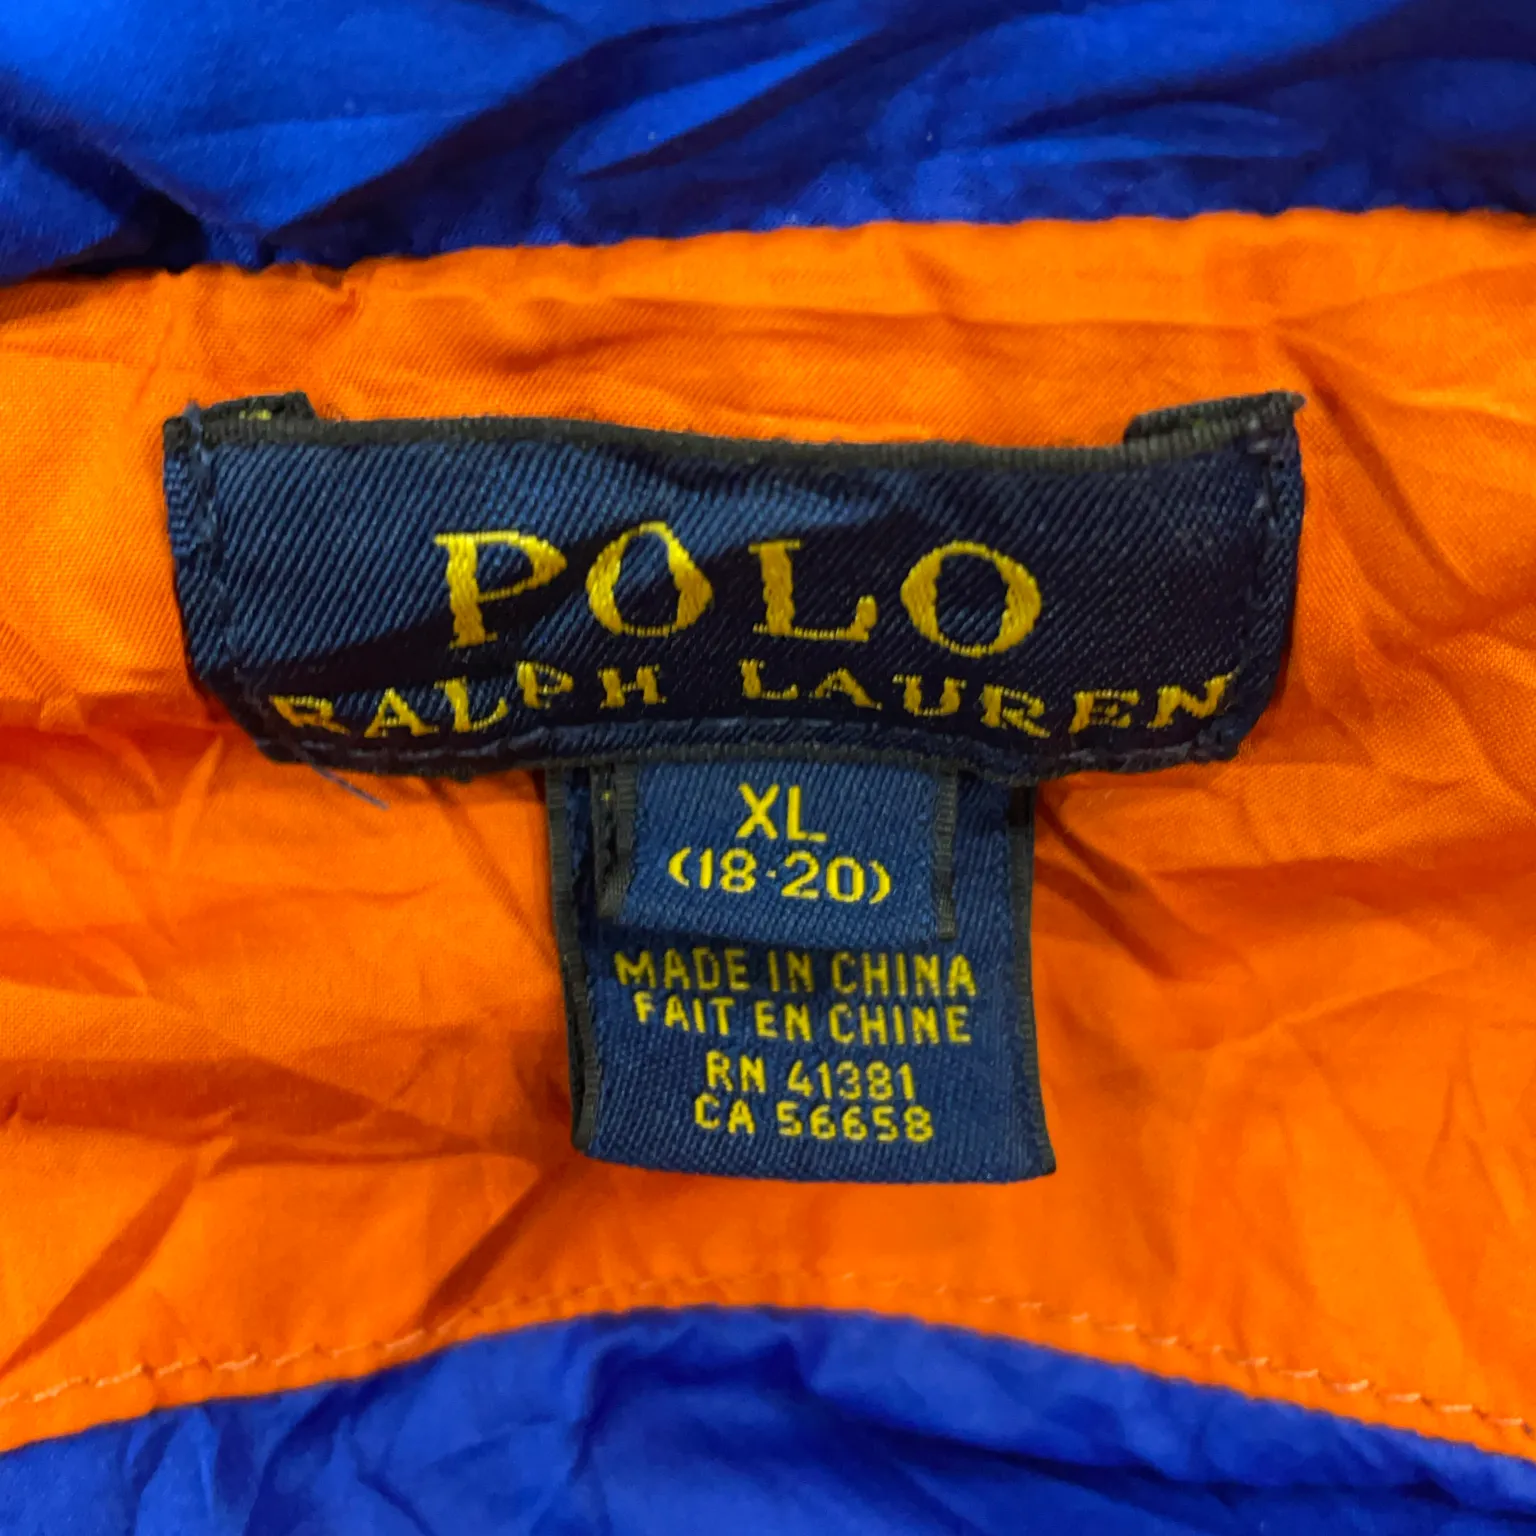 POLO
RALPH LAUREN
XL
(18-20)
MADE IN CHINA
FAIT EN CHINE
RN 41381
CA 56658